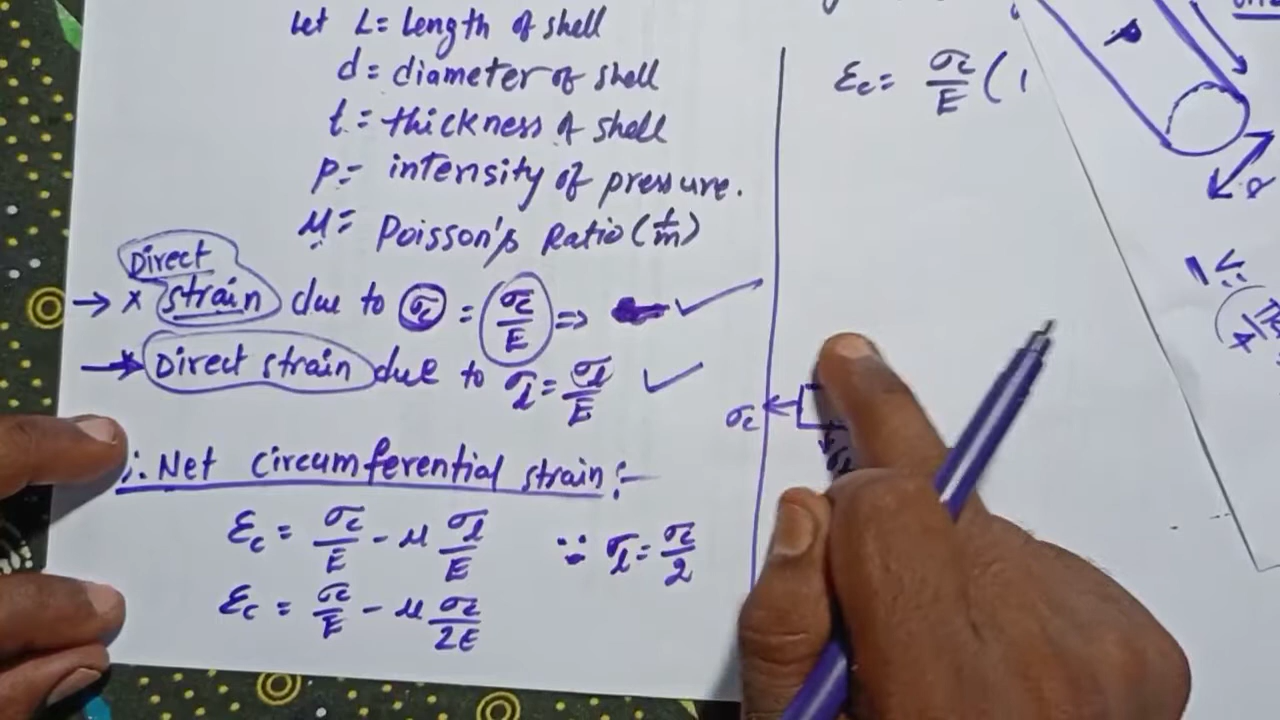 Let L = Length of shell
d = diameter of shell
t = thickness of shell
P = intensity of pressure.
μ = Poisson's Ratio (1/m)
Direct
→ × strain due to σc = σc/E ⇒ ✓
→ Direct strain due to σl = σl/E ✓
∴ Net circumferential strain :-
εc = σc/E - μ σl/E ∵ σl = σc/2
εc = σc/E - μ σc/2E
εc = σc/E ( 1
σc